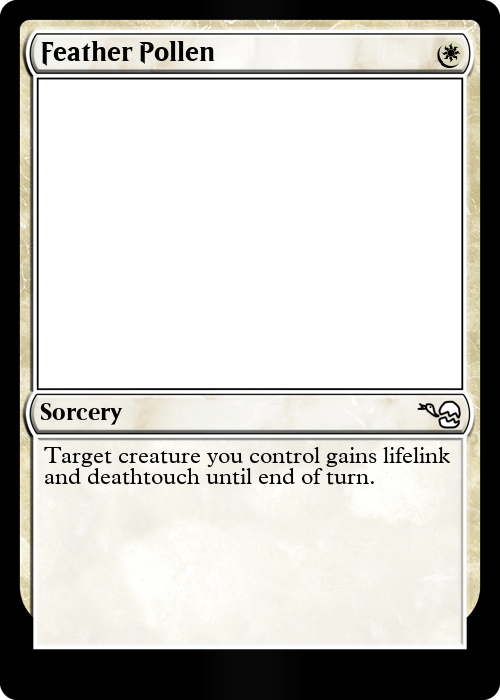 Feather Pollen
Sorcery
Target creature you control gains lifelink
and deathtouch until end of turn.